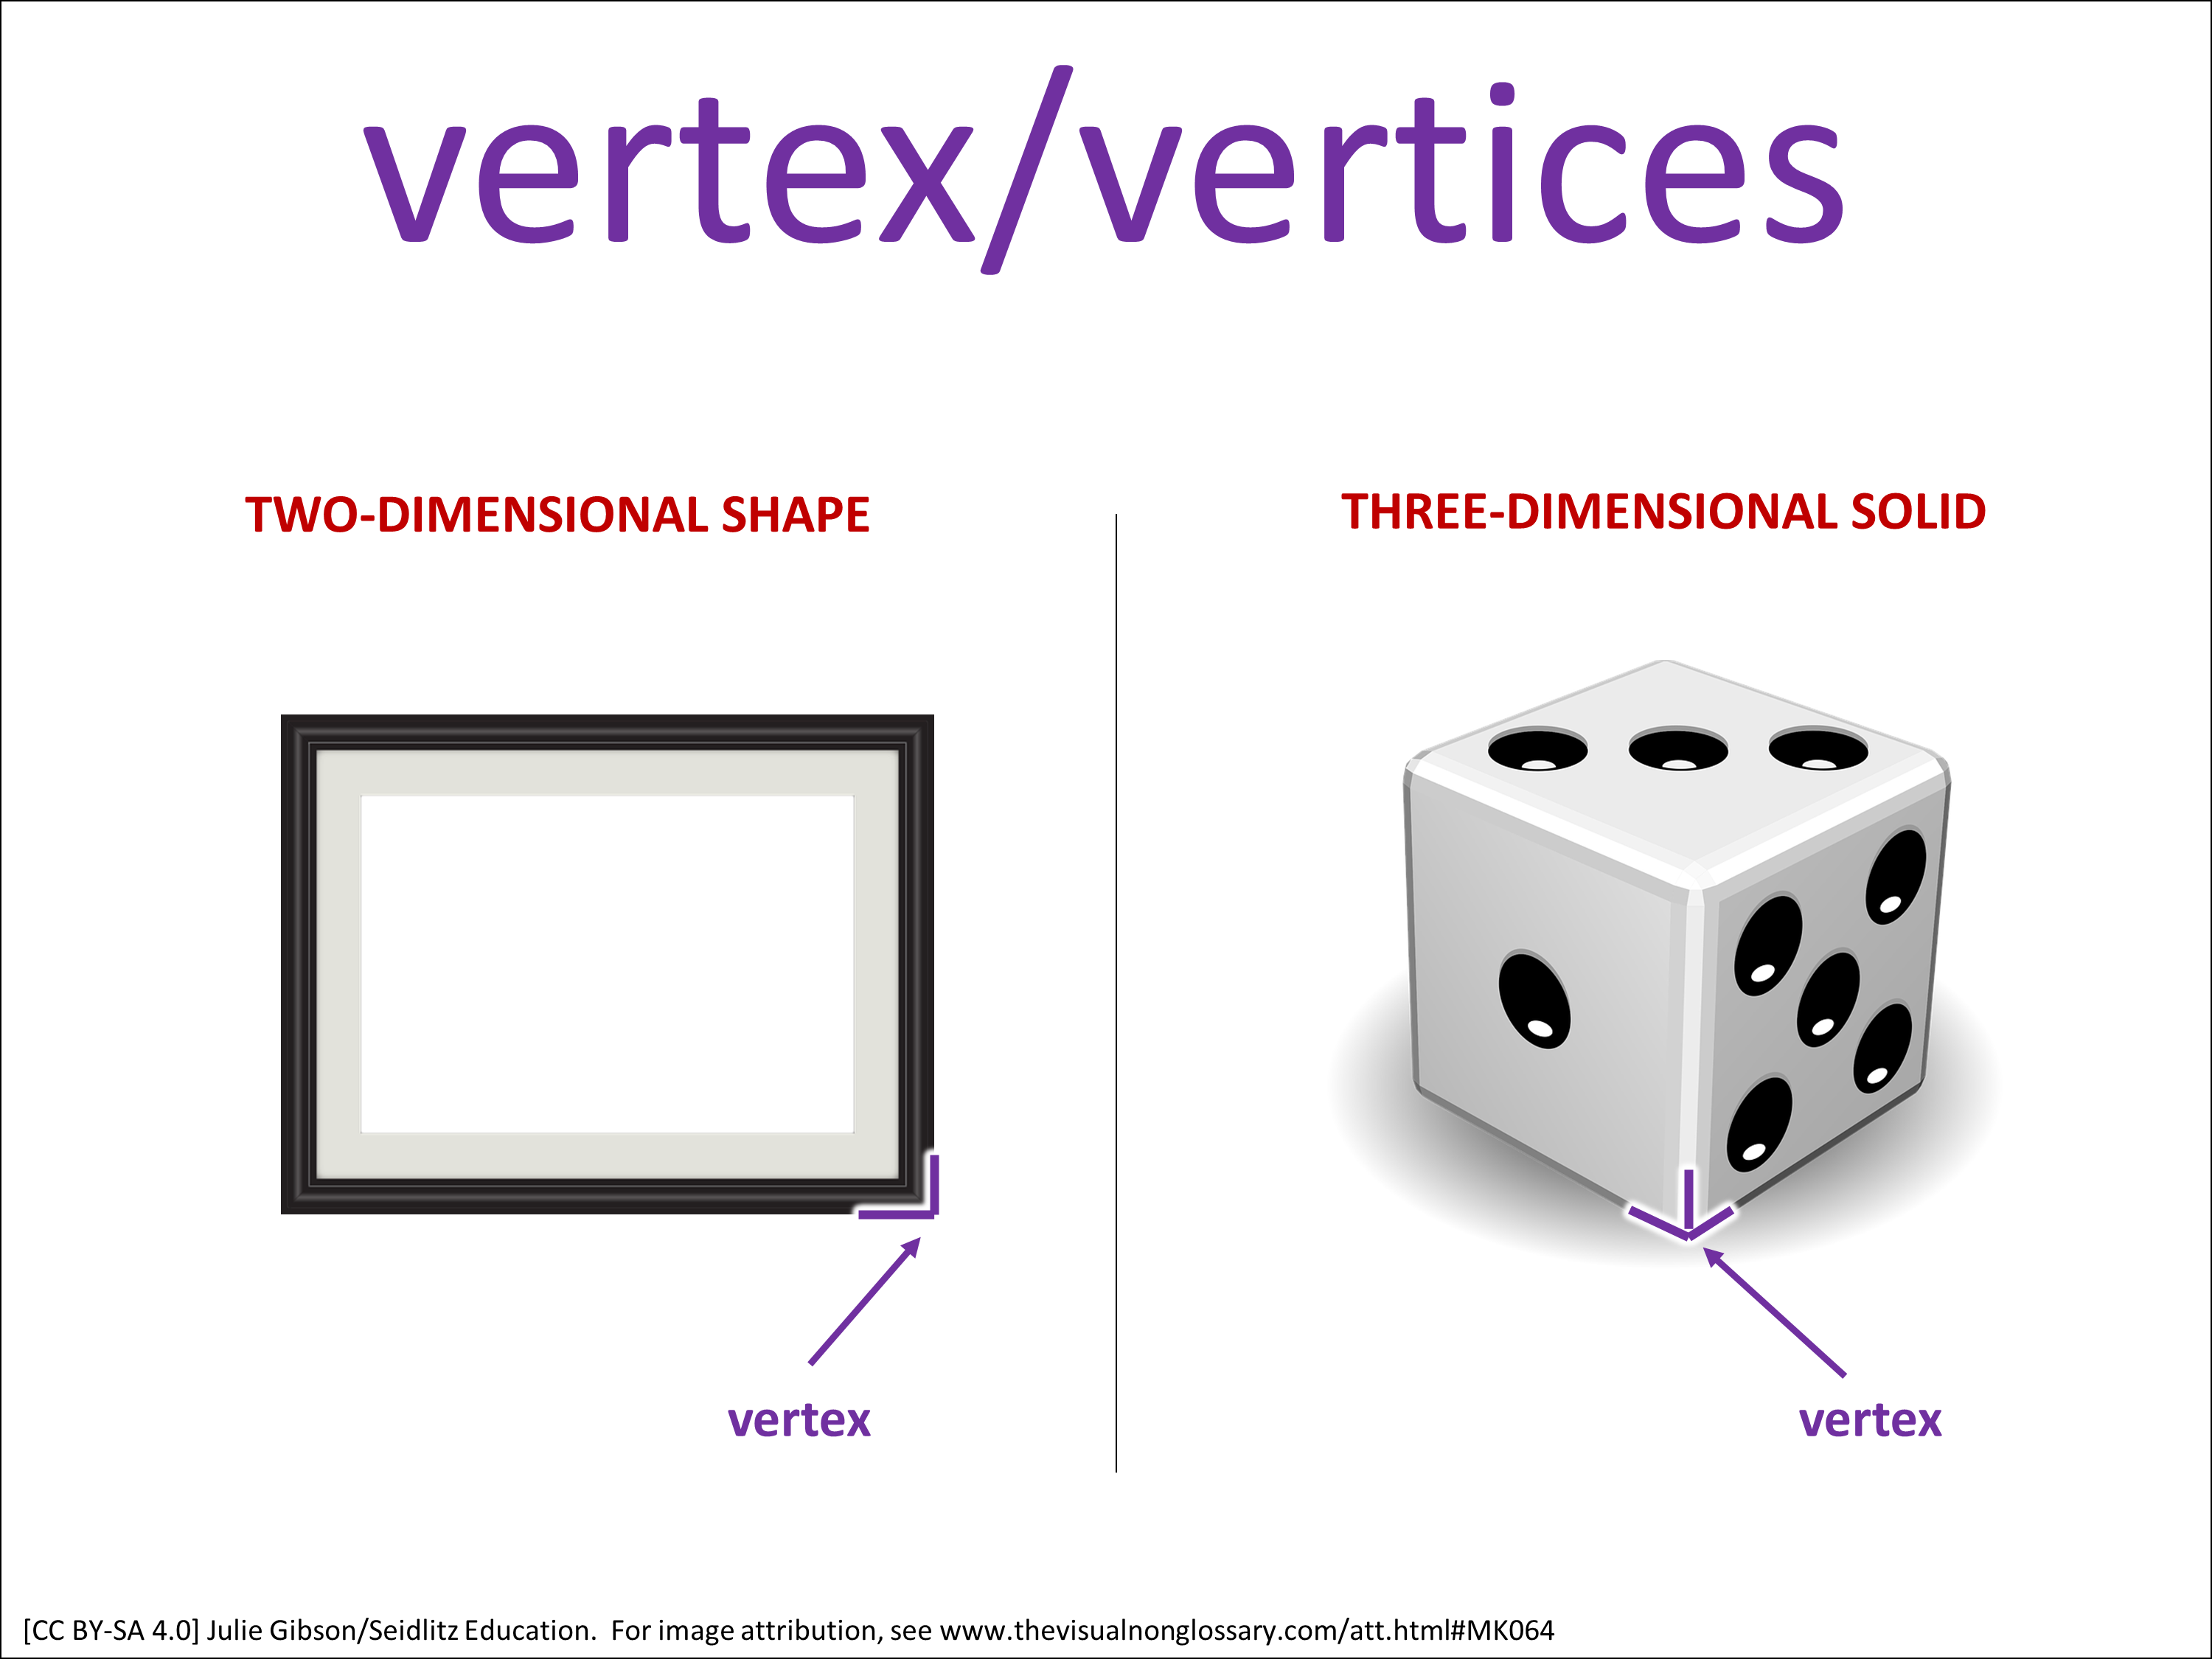 vertex/vertices
TWO-DIMENSIONAL SHAPE
THREE-DIMENSIONAL SOLID
vertex
vertex
[CC BY-SA 4.0] Julie Gibson/Seidlitz Education.  For image attribution, see www.thevisualnonglossary.com/att.html#MK064